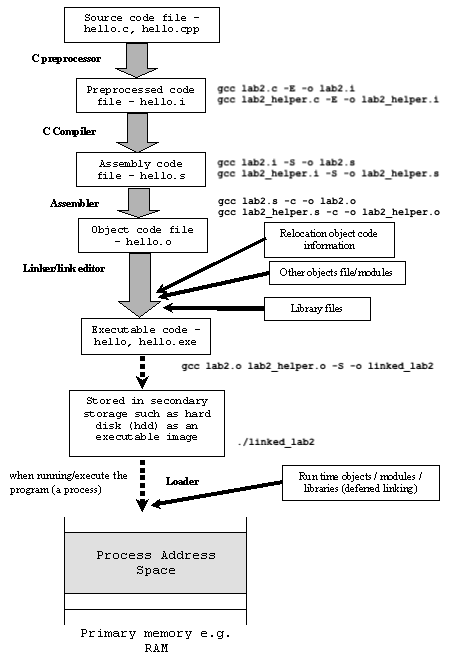 Source code file -
hello.c, hello.cpp
C preprocessor
Preprocessed code
file - hello.i
gcc lab2.c -E -o lab2.i
gcc lab2_helper.c -E -o lab2_helper.i
C Compiler
Assembly code
file - hello.s
gcc lab2.i -S -o lab2.s
gcc lab2_helper.i -S -o lab2_helper.s
Assembler
gcc lab2.s -c -o lab2.o
gcc lab2_helper.s -c -o lab2_helper.o
Object code file
- hello.o
Relocation object code
information
Linker/link editor
Other objects file/modules
Library files
Executable code -
hello, hello.exe
gcc lab2.o lab2_helper.o -S -o linked_lab2
Stored in secondary
storage such as hard
disk (hdd) as an
executable image
./linked_lab2
when running/execute the
program (a process)
Loader
Run time objects / modules /
libraries (deferred linking)
Process Address
Space
Primary memory e.g.
RAM